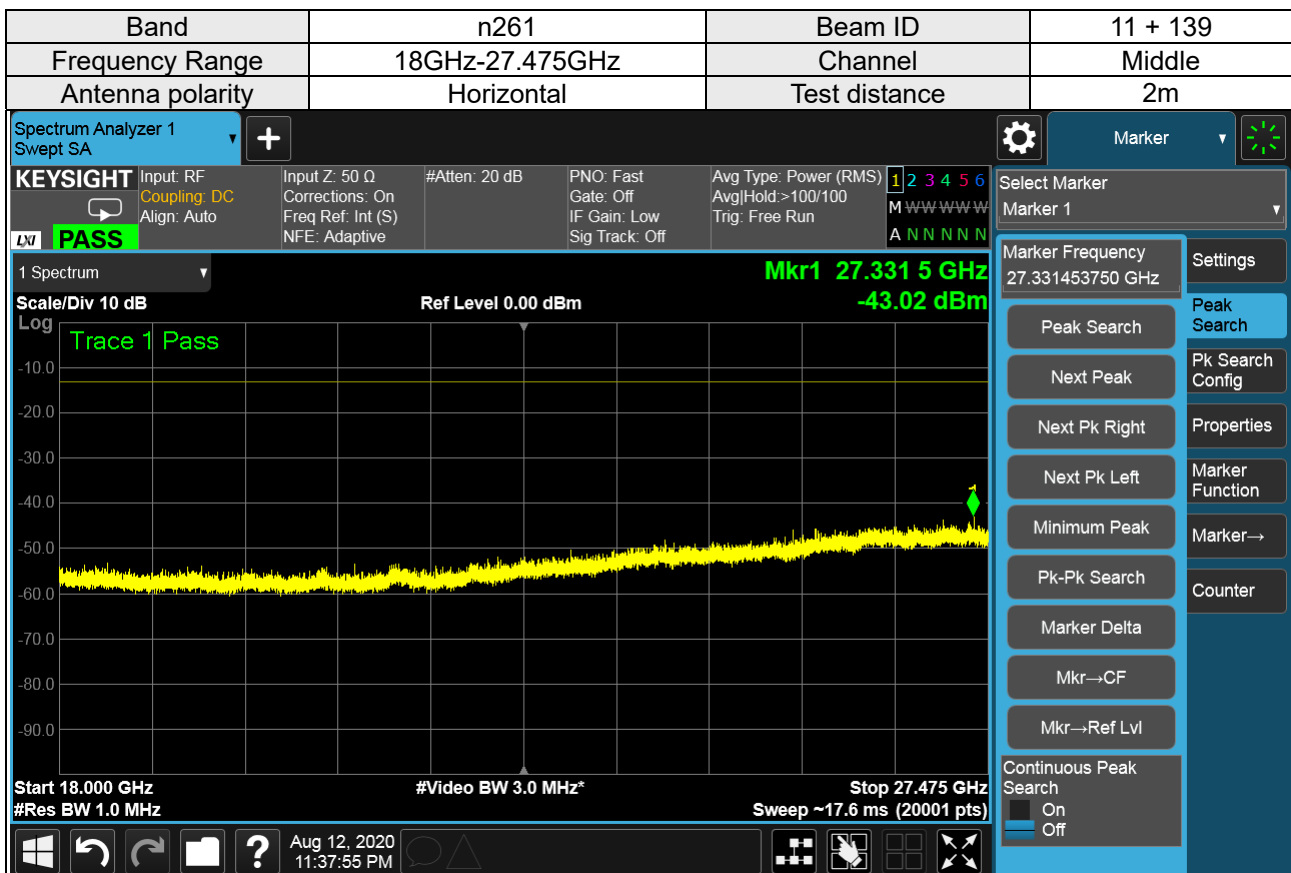 Band n261 Beam ID 11 + 139
Frequency Range 18GHz-27.475GHz Channel Middle
Antenna polarity Horizontal Test distance 2m
Spectrum Analyzer 1
Swept SA
+
Marker
KEYSIGHT
LXI PASS
Input: RF
Coupling: DC
Align: Auto
Input Z: 50 Ω
Corrections: On
Freq Ref: Int (S)
NFE: Adaptive
#Atten: 20 dB
PNO: Fast
Gate: Off
IF Gain: Low
Sig Track: Off
Avg Type: Power (RMS)
Avg|Hold:>100/100
Trig: Free Run
1 2 3 4 5 6
M W W W W W
A N N N N N
Select Marker
Marker 1
1 Spectrum
Mkr1 27.331 5 GHz
Scale/Div 10 dB Ref Level 0.00 dBm -43.02 dBm
Log
Trace 1 Pass
-10.0
-20.0
-30.0
-40.0
-50.0
-60.0
-70.0
-80.0
-90.0
1
Start 18.000 GHz #Video BW 3.0 MHz* Stop 27.475 GHz
#Res BW 1.0 MHz Sweep ~17.6 ms (20001 pts)
Marker Frequency
27.331453750 GHz
Peak Search
Next Peak
Next Pk Right
Next Pk Left
Minimum Peak
Pk-Pk Search
Marker Delta
Mkr→CF
Mkr→Ref Lvl
Continuous Peak
Search
On
Off
Settings
Peak
Search
Pk Search
Config
Properties
Marker
Function
Marker→
Counter
?
Aug 12, 2020
11:37:55 PM